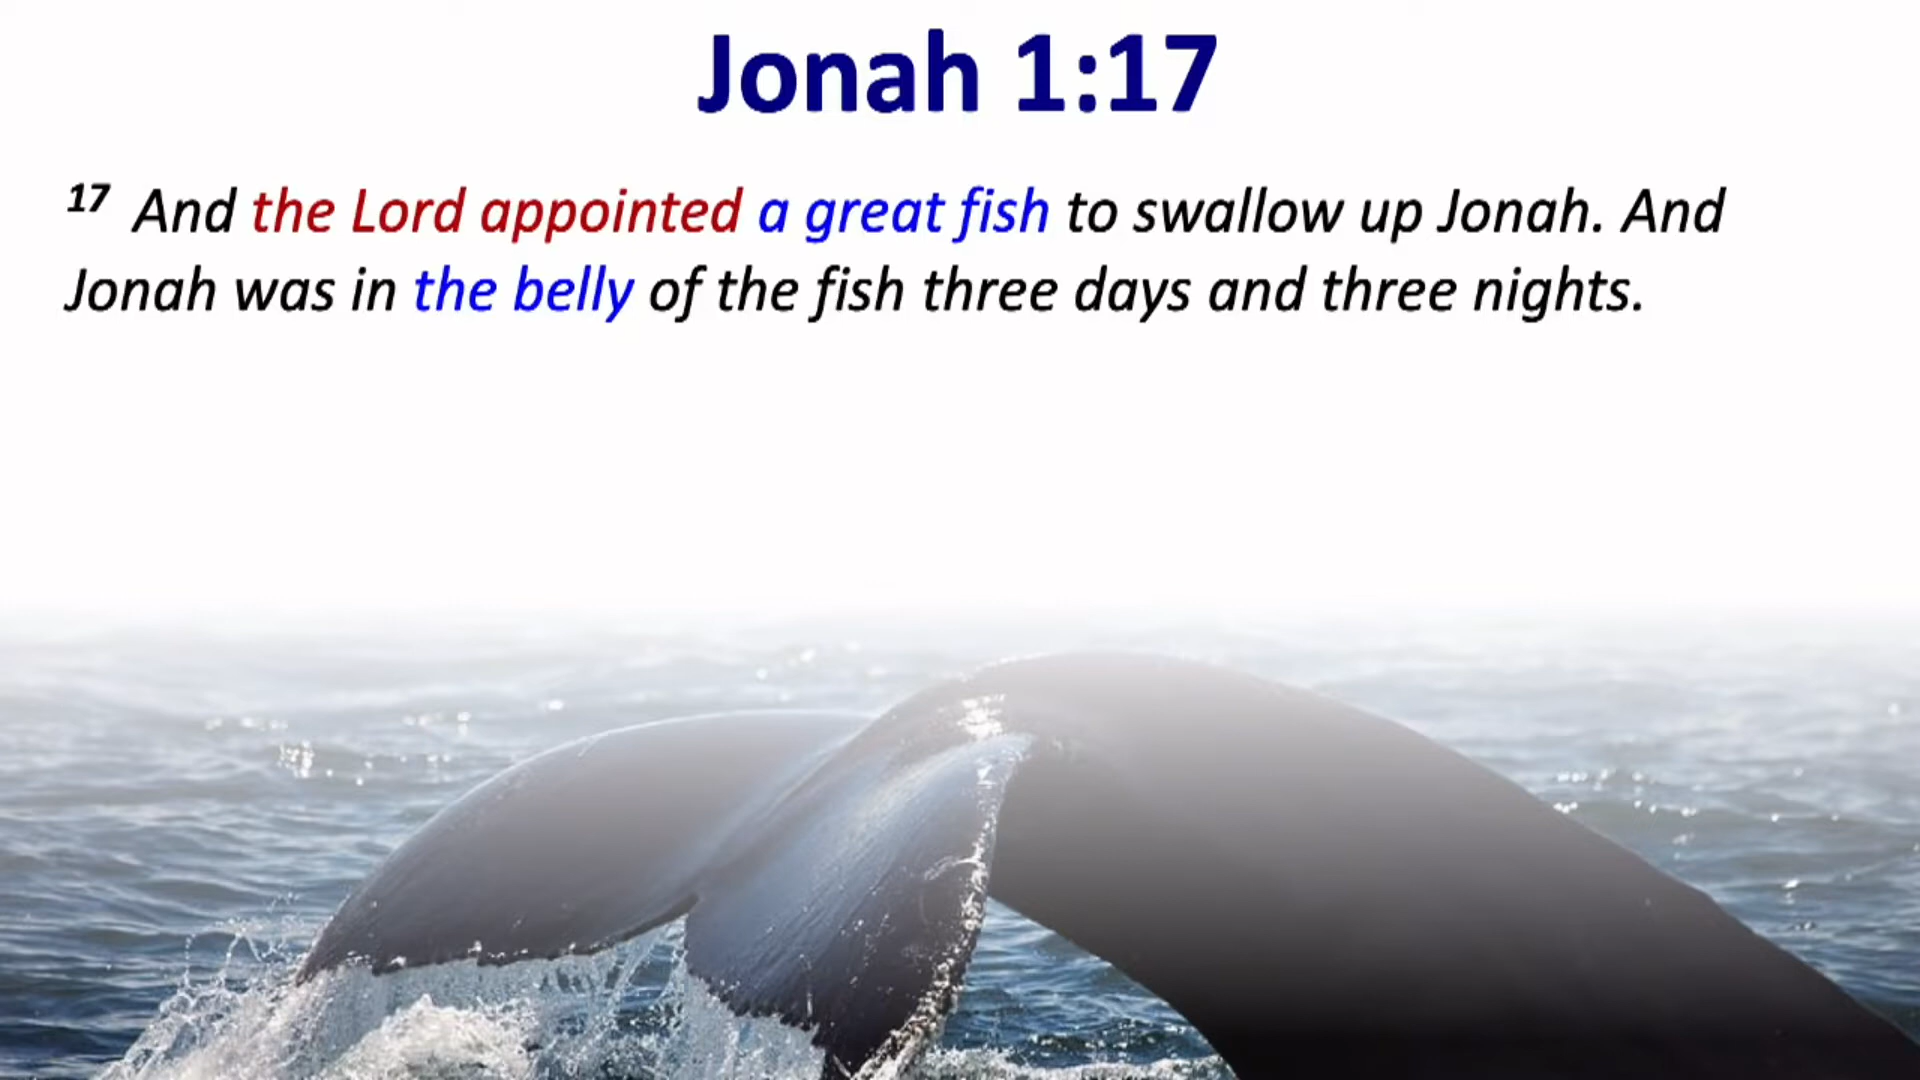 Jonah 1:17
17 And the Lord appointed a great fish to swallow up Jonah. And
Jonah was in the belly of the fish three days and three nights.